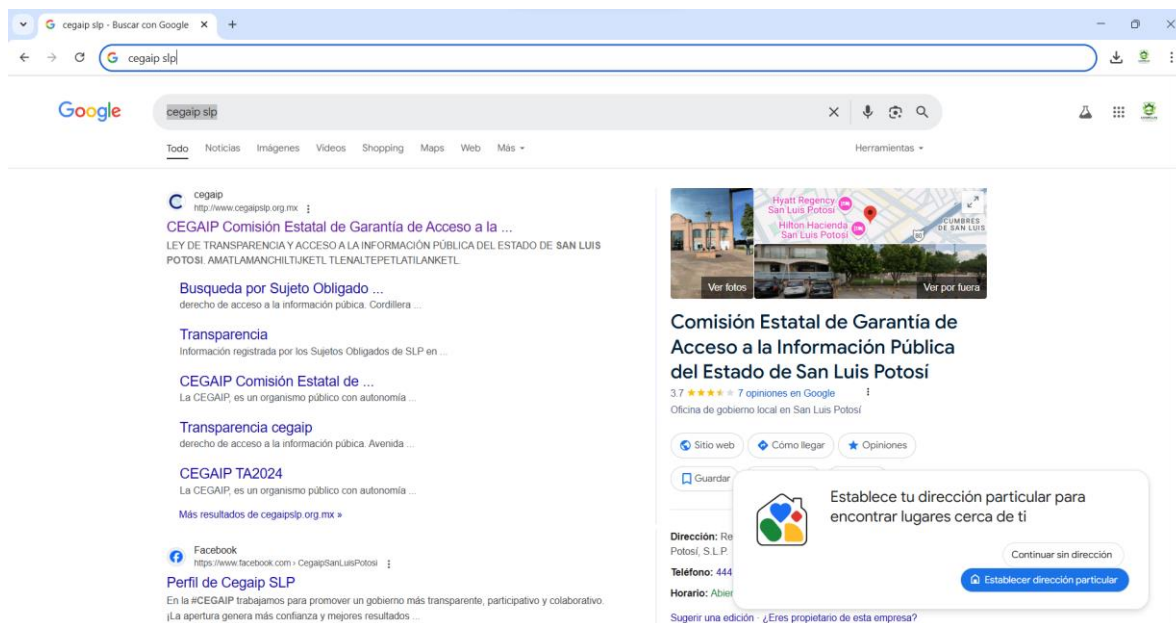 cegaip slp - Buscar con Google
cegaip slp
Google
cegaip slp
Todo Noticias Imágenes Videos Shopping Maps Web Más
Herramientas
cegaip
http://www.cegaipslp.org.mx
CEGAIP Comisión Estatal de Garantía de Acceso a la ...
LEY DE TRANSPARENCIA Y ACCESO A LA INFORMACIÓN PÚBLICA DEL ESTADO DE SAN LUIS
POTOSI. AMATLAMANCHILTIJKETL TLENALTEPETLATILANKETL.
Busqueda por Sujeto Obligado ...
derecho de acceso a la información púbica. Cordillera ...
Transparencia
Información registrada por los Sujetos Obligados de SLP en ...
CEGAIP Comisión Estatal de ...
La CEGAIP, es un organismo público con autonomía ...
Transparencia cegaip
derecho de acceso a la información púbica. Avenida ...
CEGAIP TA2024
La CEGAIP, es un organismo público con autonomía ...
Más resultados de cegaipslp.org.mx »
Facebook
https://www.facebook.com › CegaipSanLuisPotosi
Perfil de Cegaip SLP
En la #CEGAIP trabajamos para promover un gobierno más transparente, participativo y colaborativo.
¡La apertura genera más confianza y mejores resultados ...
Hyatt Regency
San Luis Potosí
Hilton Hacienda
San Luis Potosí
CUMBRES
DE SAN LUIS
80
Ver fotos
Ver por fuera
Comisión Estatal de Garantía de
Acceso a la Información Pública
del Estado de San Luis Potosí
3.7 7 opiniones en Google
Oficina de gobierno local en San Luis Potosí
Sitio web Cómo llegar Opiniones
Guardar
Dirección: Re
Potosí, S.L.P.
Teléfono: 444
Horario: Abier
Sugerir una edición · ¿Eres propietario de esta empresa?
Establece tu dirección particular para
encontrar lugares cerca de ti
Continuar sin dirección
Establecer dirección particular